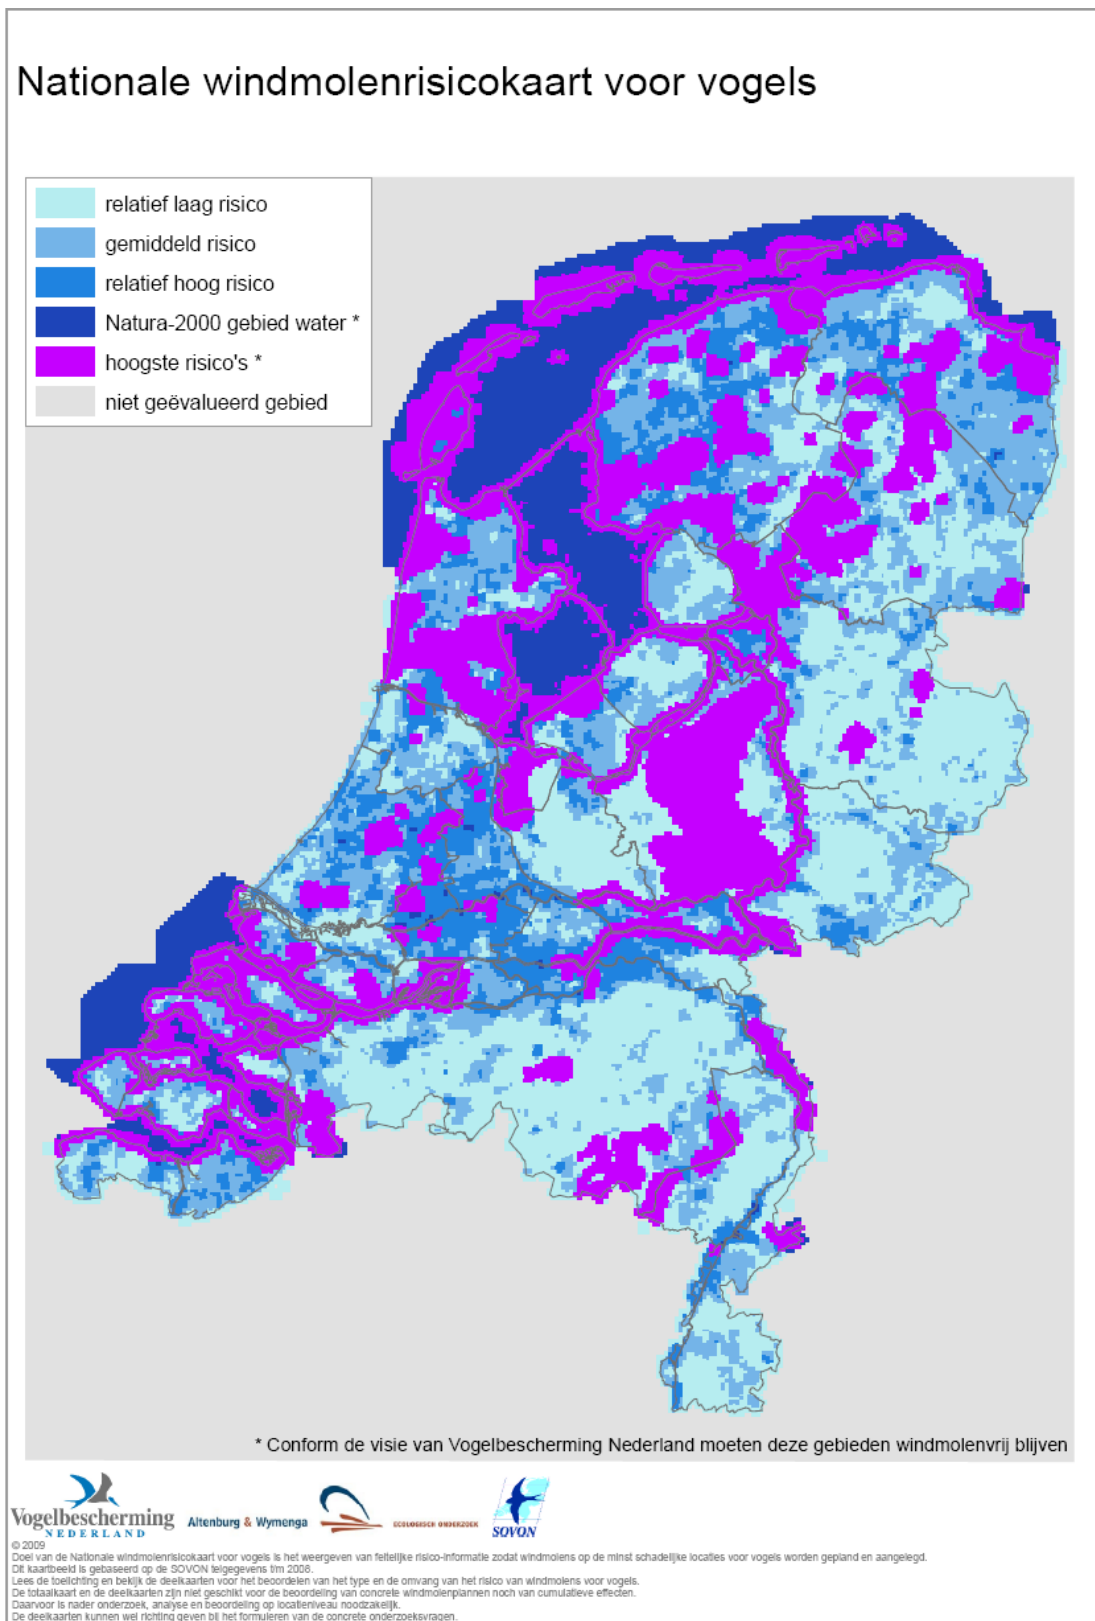 Nationale windmolenrisicokaart voor vogels
relatief laag risico
gemiddeld risico
relatief hoog risico
Natura-2000 gebied water *
hoogste risico's *
niet geëvalueerd gebied
* Conform de visie van Vogelbescherming Nederland moeten deze gebieden windmolenvrij blijven
Vogelbescherming
NEDERLAND
Altenburg & Wymenga
ECOLOGISCH ONDERZOEK
SOVON
© 2009
Doel van de Nationale windmolenrisicokaart voor vogels is het weergeven van feitelijke risico-informatie zodat windmolens op de minst schadelijke locaties voor vogels worden gepland en aangelegd.
Dit kaartbeeld is gebaseerd op de SOVON telgegevens t/m 2008.
Lees de toelichting en bekijk de deelkaarten voor het beoordelen van het type en de omvang van het risico van windmolens voor vogels.
De totaalkaart en de deelkaarten zijn niet geschikt voor de beoordeling van concrete windmolenplannen noch van cumulatieve effecten.
Daarvoor is nader onderzoek, analyse en beoordeling op locatieniveau noodzakelijk.
De deelkaarten kunnen wel richting geven bij het formuleren van de concrete onderzoeksvragen.